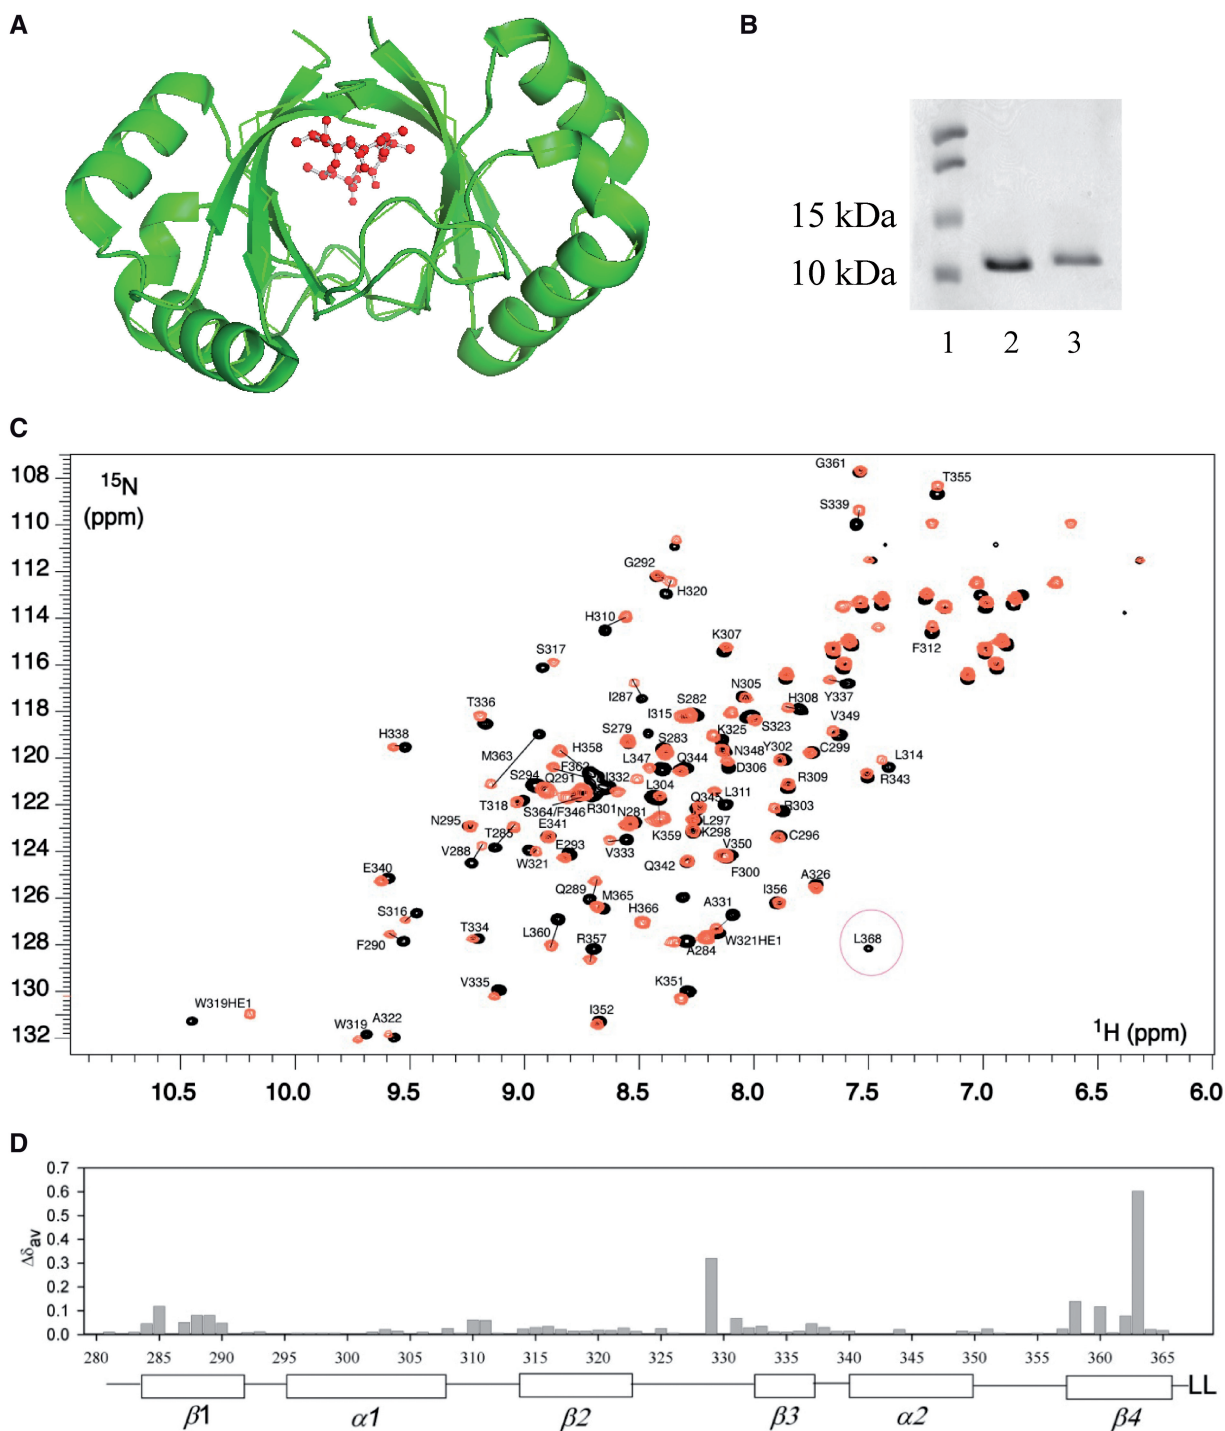 A
B
15 kDa
10 kDa
1 2 3
C
15N
(ppm)
108
110
112
114
116
118
120
122
124
126
128
130
132
G361
T355
S339
G292
H320
H310
K307
F312
S317
I287
N305
H308
Y337
T336
I315
S282
S323
V349
H338
M363
S279
S283
K325
H358
N348
Y302
C299
L314
F362
L347
Q344
D306
R343
S294
Q291
I332
L304
R309
T318
S364/F346
R301
Q345
L311
R303
N295
T285
E341
N281
K359
L297
K298
C296
V288
W321
E293
V333
V350
Q342
F300
E340
Q289
M365
A326
I356
S316
H366
A331
L360
W321HE1
F290
T334
R357
A284
L368
V335
K351
W319HE1
W319
A322
I352
1H (ppm)
10.5 10.0 9.5 9.0 8.5 8.0 7.5 7.0 6.5 6.0
D
Δδav
0.7
0.6
0.5
0.4
0.3
0.2
0.1
0.0
280 285 290 295 300 305 310 315 320 325 330 335 340 345 350 355 360 365
LL
β1 α1 β2 β3 α2 β4